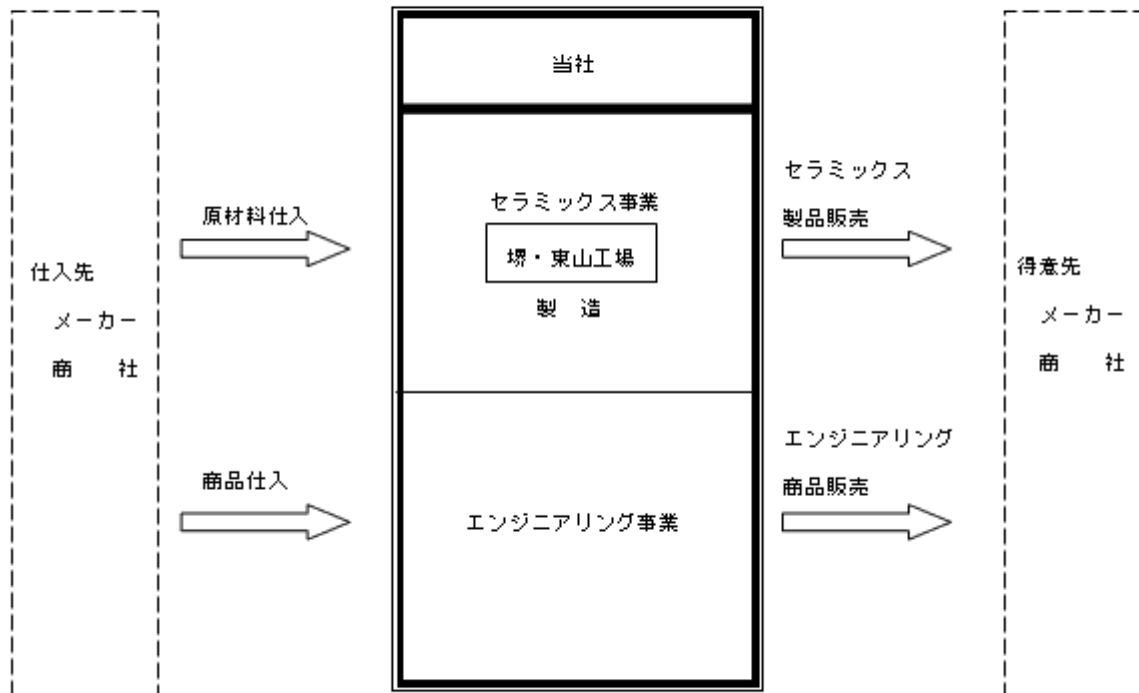 当社
セラミックス
原材料仕入
セラミックス事業
製品販売
堺・東山工場
製 造
仕入先
メーカー
商 社
得意先
メーカー
商 社
エンジニアリング
商品仕入
商品販売
エンジニアリング事業